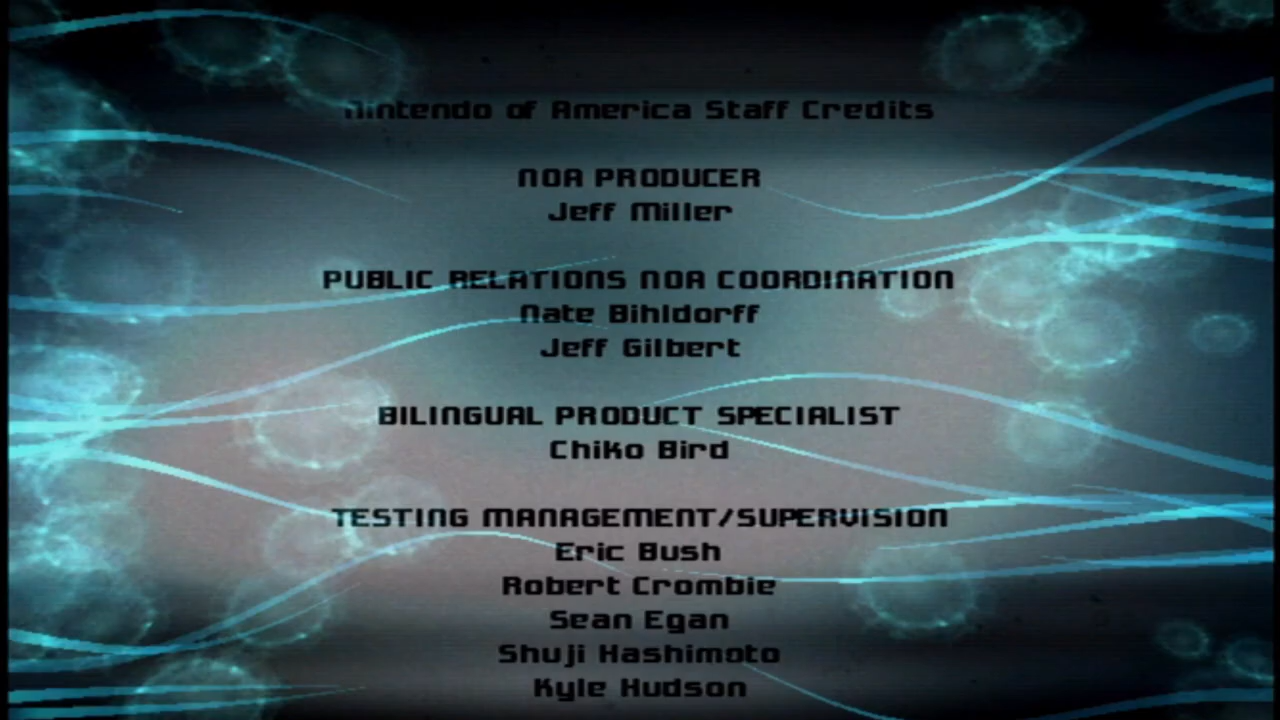 Nintendo of America Staff Credits
NOA PRODUCER
Jeff Miller
PUBLIC RELATIONS NOA COORDINATION
Nate Bihldorff
Jeff Gilbert
BILINGUAL PRODUCT SPECIALIST
Chiko Bird
TESTING MANAGEMENT/SUPERVISION
Eric Bush
Robert Crombie
Sean Egan
Shuji Hashimoto
Kyle Hudson